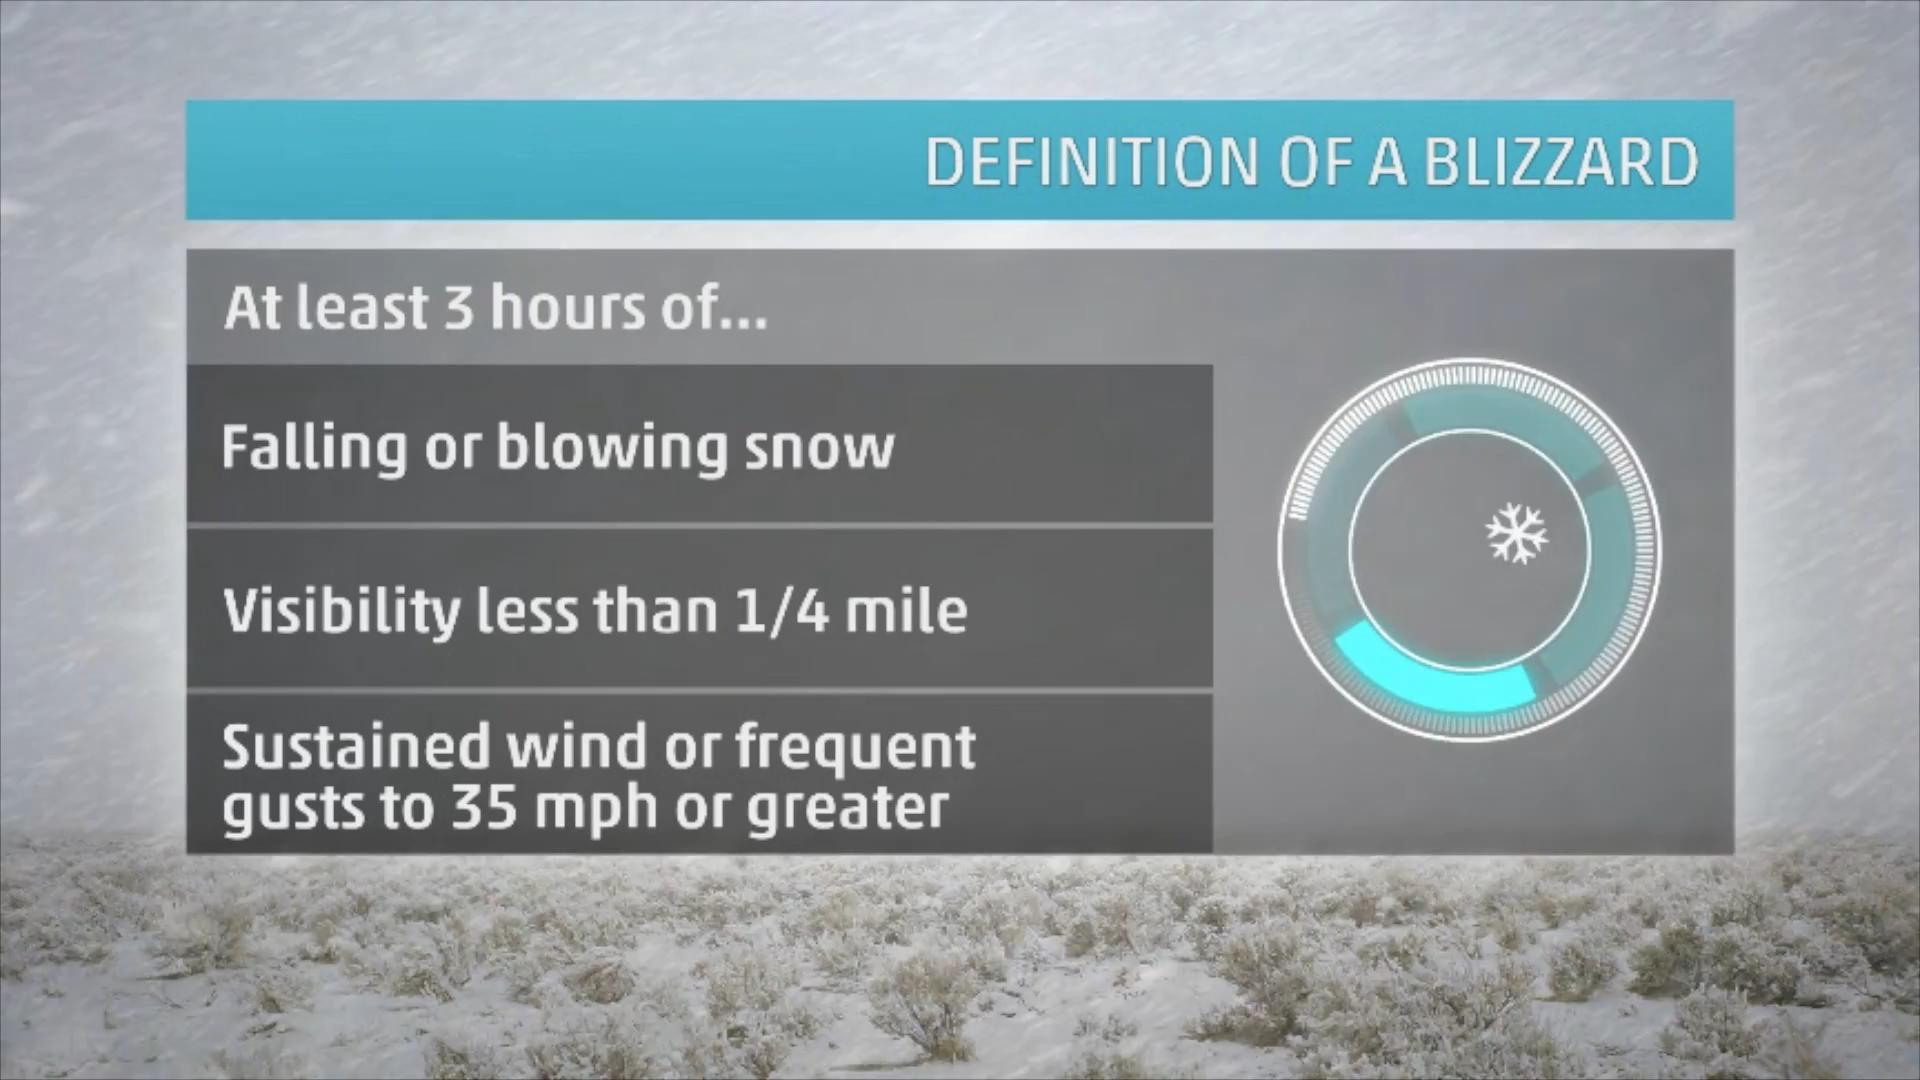 DEFINITION OF A BLIZZARD
At least 3 hours of...
Falling or blowing snow
Visibility less than 1/4 mile
Sustained wind or frequent
gusts to 35 mph or greater